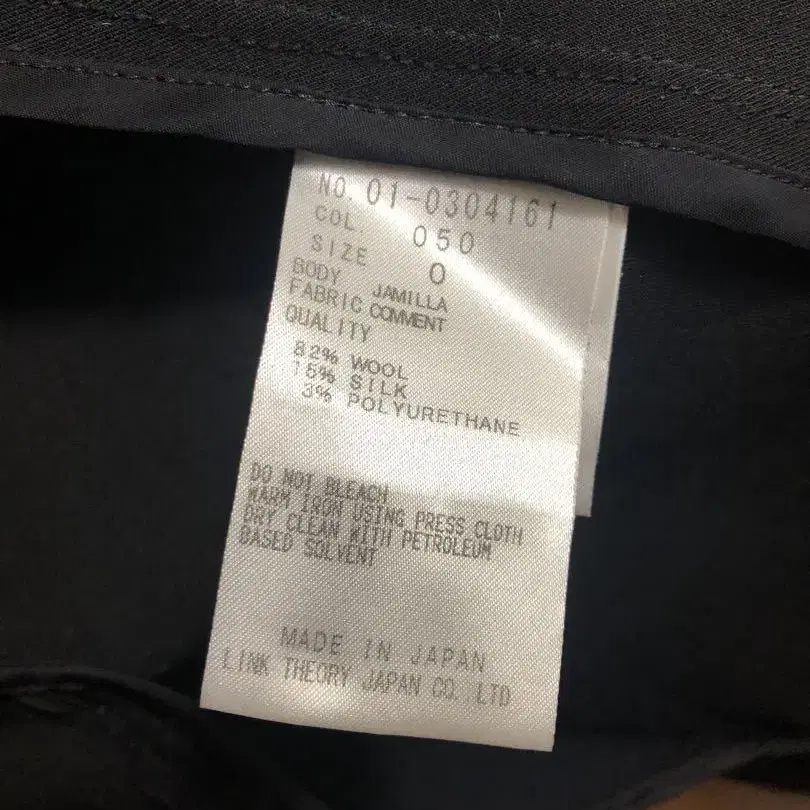 NO. 01-0304161
COL. 050
SIZE 0
BODY JAMILLA
FABRIC COMMENT
QUALITY
82% WOOL
15% SILK
3% POLYURETHANE
DO NOT BLEACH
WARM IRON USING PRESS CLOTH
DRY CLEAN WITH PETROLEUM
BASED SOLVENT
MADE IN JAPAN
LINK THEORY JAPAN CO., LTD